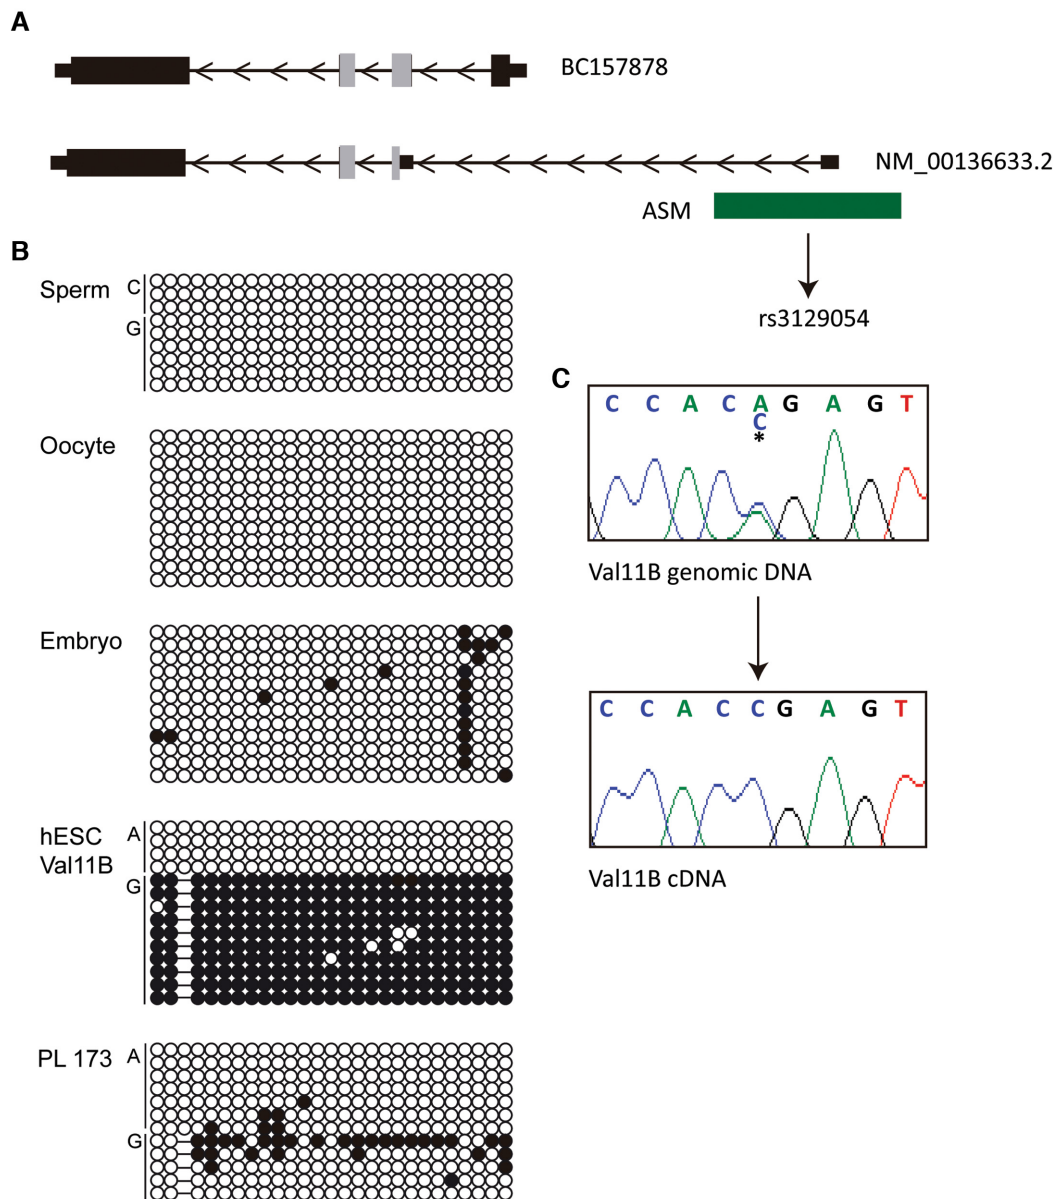 A
BC157878
NM_00136633.2
ASM
rs3129054
B
Sperm
C
G
Oocyte
Embryo
hESC
Val11B
A
G
PL 173
A
G
C
C C A C A G A G T
C
*
Val11B genomic DNA
C C A C C G A G T
Val11B cDNA